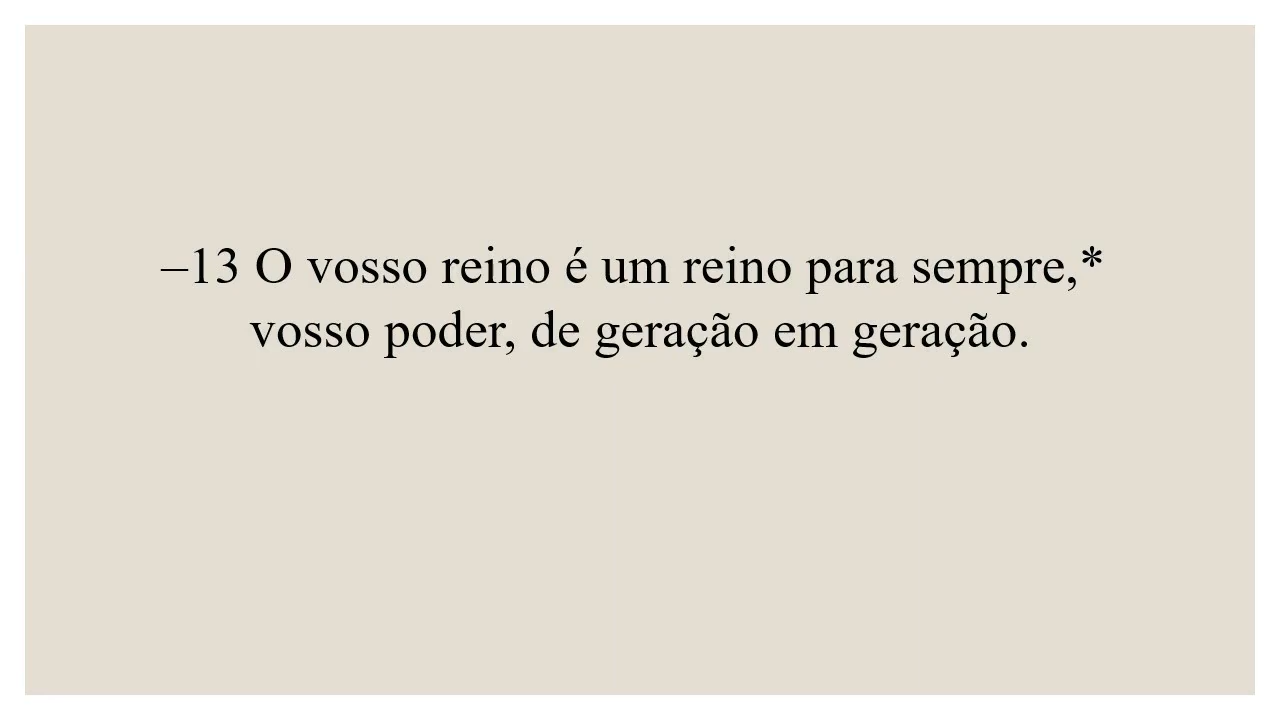 –13 O vosso reino é um reino para sempre,*
vosso poder, de geração em geração.